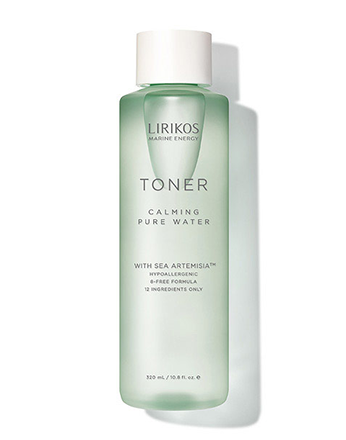 LIRIKOS
MARINE ENERGY
TONER
CALMING
PURE WATER
WITH SEA ARTEMISIA™
HYPOALLERGENIC
6-FREE FORMULA
12 INGREDIENTS ONLY
320 mL / 10.8 fl. oz. e